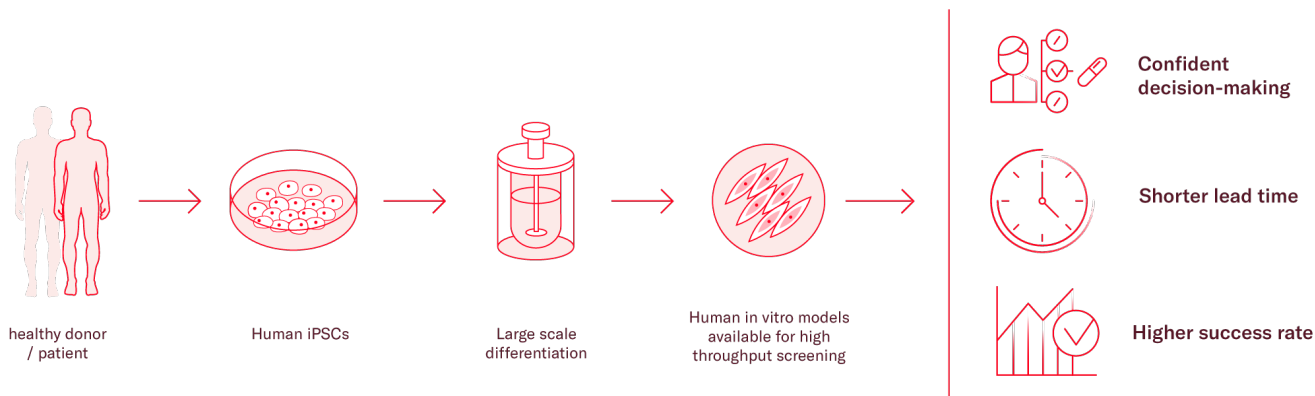 healthy donor
/ patient
Human iPSCs
Large scale
differentiation
Human in vitro models
available for high
throughput screening
Confident
decision-making
Shorter lead time
Higher success rate